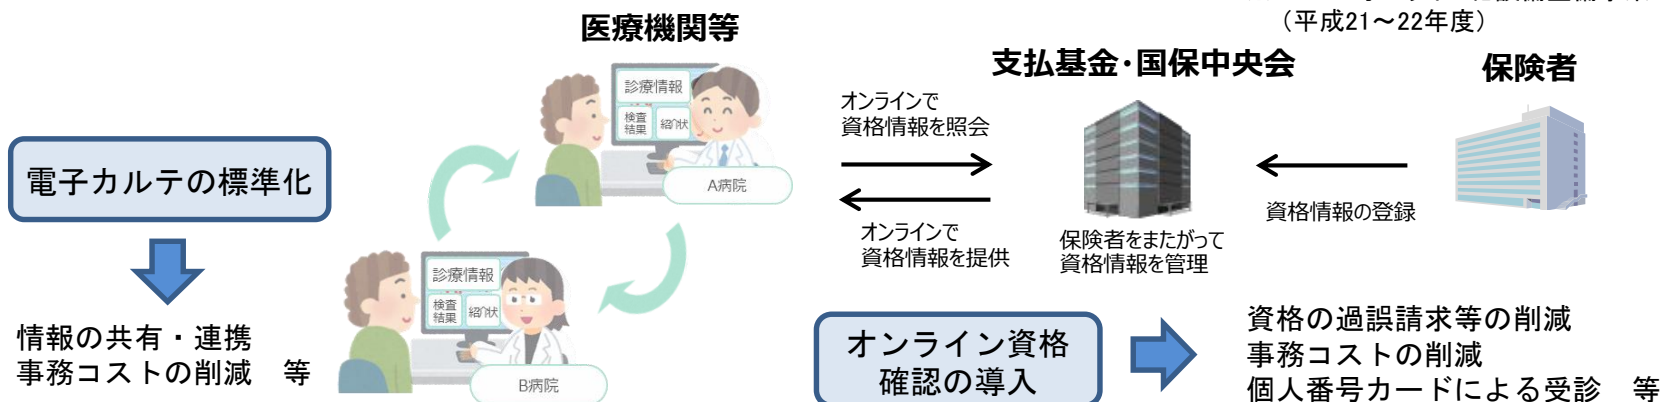 （平成21～22年度）
医療機関等
支払基金・国保中央会
保険者
診療情報
検査
結果
紹介状
A病院
オンラインで
資格情報を照会
オンラインで
資格情報を提供
保険者をまたがって
資格情報を管理
資格情報の登録
電子カルテの標準化
診療情報
検査
結果
紹介状
B病院
情報の共有・連携
事務コストの削減　等
オンライン資格
確認の導入
資格の過誤請求等の削減
事務コストの削減
個人番号カードによる受診　等